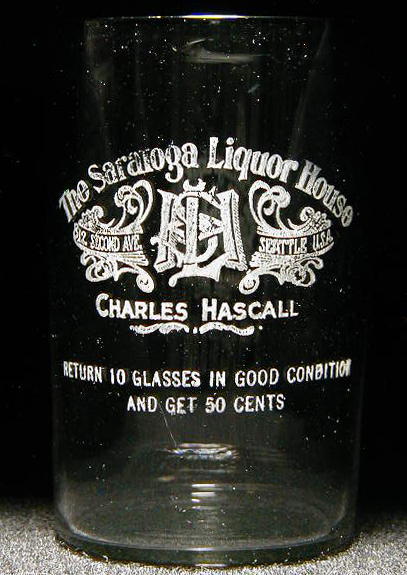 The Saratoga Liquor House
812 SECOND AVE. SEATTLE U.S.A.
CHARLES HASCALL
RETURN 10 GLASSES IN GOOD CONDITION
AND GET 50 CENTS